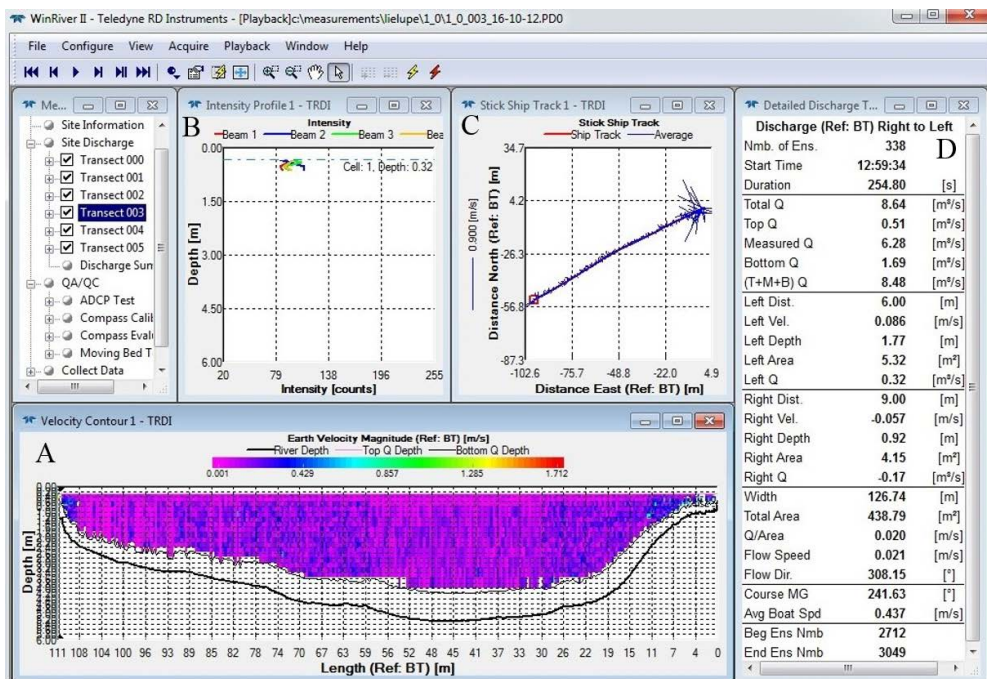 WinRiver II - Teledyne RD Instruments - [Playback]c:\measurements\lielupe\1_0\1_0_003_16-10-12.PD0
File Configure View Acquire Playback Window Help
Me...
Site Information
Site Discharge
Transect 000
Transect 001
Transect 002
Transect 003
Transect 004
Transect 005
Discharge Sun
QA/QC
ADCP Test
Compass Calib
Compass Evalu
Moving Bed T
Collect Data
Intensity Profile 1 - TRDI
B
Intensity
Beam 1 Beam 2 Beam 3 Bea
Cell: 1, Depth: 0.32
Depth [m]
0.00
1.50
3.00
4.50
6.00
20 79 138 196 255
Intensity [counts]
Stick Ship Track 1 - TRDI
C
Stick Ship Track
Ship Track Average
0.900 [m/s]
Distance North (Ref: BT) [m]
34.7
4.2
-26.3
-56.8
-87.3
-102.6 -75.7 -48.8 -22.0 4.9
Distance East (Ref: BT) [m]
Detailed Discharge T...
Discharge (Ref: BT) Right to Left
D
Nmb. of Ens. 338
Start Time 12:59:34
Duration 254.80 [s]
Total Q 8.64 [m³/s]
Top Q 0.51 [m³/s]
Measured Q 6.28 [m³/s]
Bottom Q 1.69 [m³/s]
(T+M+B) Q 8.48 [m³/s]
Left Dist. 6.00 [m]
Left Vel. 0.086 [m/s]
Left Depth 1.77 [m]
Left Area 5.32 [m²]
Left Q 0.32 [m³/s]
Right Dist. 9.00 [m]
Right Vel. -0.057 [m/s]
Right Depth 0.92 [m]
Right Area 4.15 [m²]
Right Q -0.17 [m³/s]
Width 126.74 [m]
Total Area 438.79 [m²]
Q/Area 0.020 [m/s]
Flow Speed 0.021 [m/s]
Flow Dir. 308.15 [°]
Course MG 241.63 [°]
Avg Boat Spd 0.437 [m/s]
Beg Ens Nmb 2712
End Ens Nmb 3049
Velocity Contour 1 - TRDI
A
Earth Velocity Magnitude (Ref: BT) [m/s]
River Depth Top Q Depth Bottom Q Depth
0.001 0.429 0.857 1.285 1.712
Depth [m]
111 108 104 100 96 93 89 85 82 78 74 70 67 63 59 56 52 48 45 41 37 33 30 26 22 19 15 11 7 4 0
Length (Ref: BT) [m]